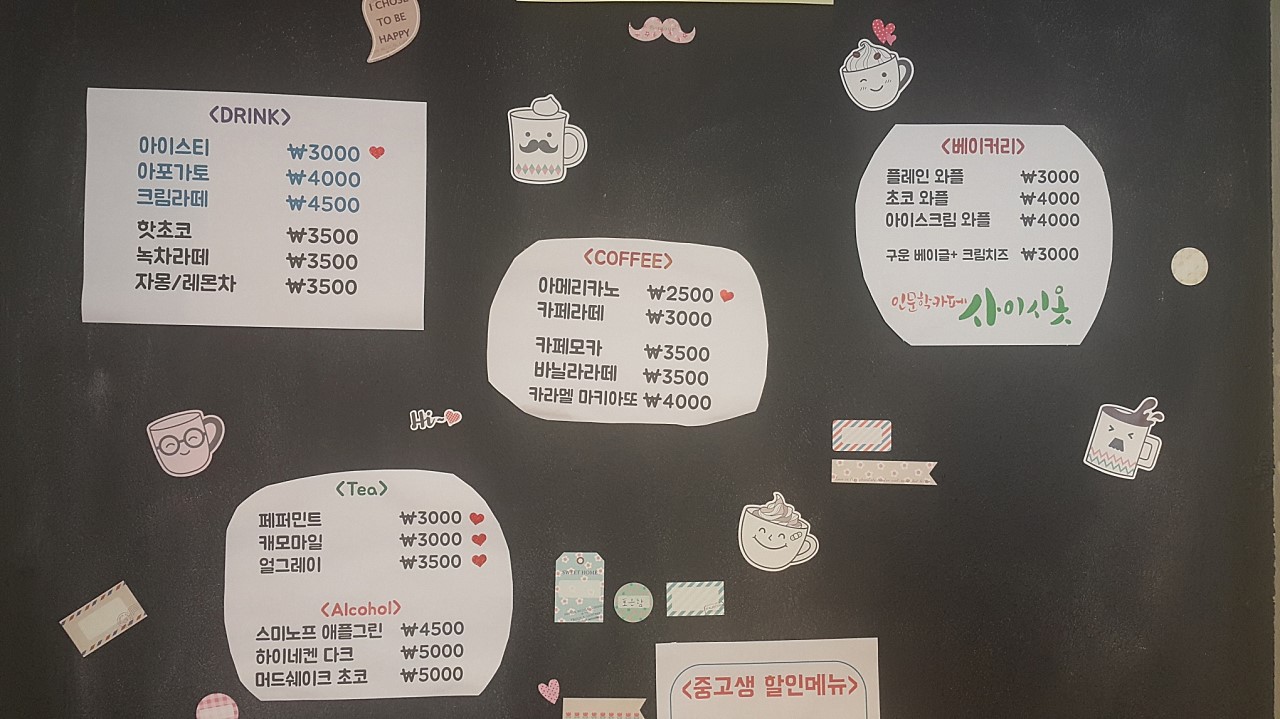 I CHOSE
TO BE
HAPPY
<DRINK>
아이스티 ₩3000
아포가토 ₩4000
크림라떼 ₩4500
핫초코 ₩3500
녹차라떼 ₩3500
자몽/레몬차 ₩3500
<COFFEE>
아메리카노 ₩2500
카페라떼 ₩3000
카페모카 ₩3500
바닐라라떼 ₩3500
카라멜 마키아또 ₩4000
<베이커리>
플레인 와플 ₩3000
초코 와플 ₩4000
아이스크림 와플 ₩4000
구운 베이글+ 크림치즈 ₩3000
인문학카페 사이시옷
Hi~
<Tea>
페퍼민트 ₩3000
캐모마일 ₩3000
얼그레이 ₩3500
<Alcohol>
스미노프 애플그린 ₩4500
하이네켄 다크 ₩5000
머드쉐이크 초코 ₩5000
SWEET HOME
<중고생 할인메뉴>